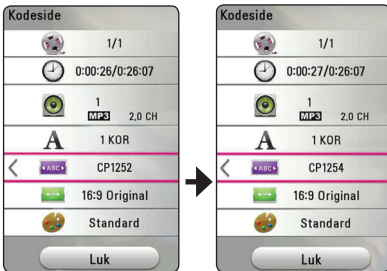 Kodeside
1/1
0:00:26/0:26:07
1
MP3 2,0 CH
A 1 KOR
ABC CP1252
16:9 Original
Standard
Luk
Kodeside
1/1
0:00:27/0:26:07
1
MP3 2,0 CH
A 1 KOR
ABC CP1254
16:9 Original
Standard
Luk